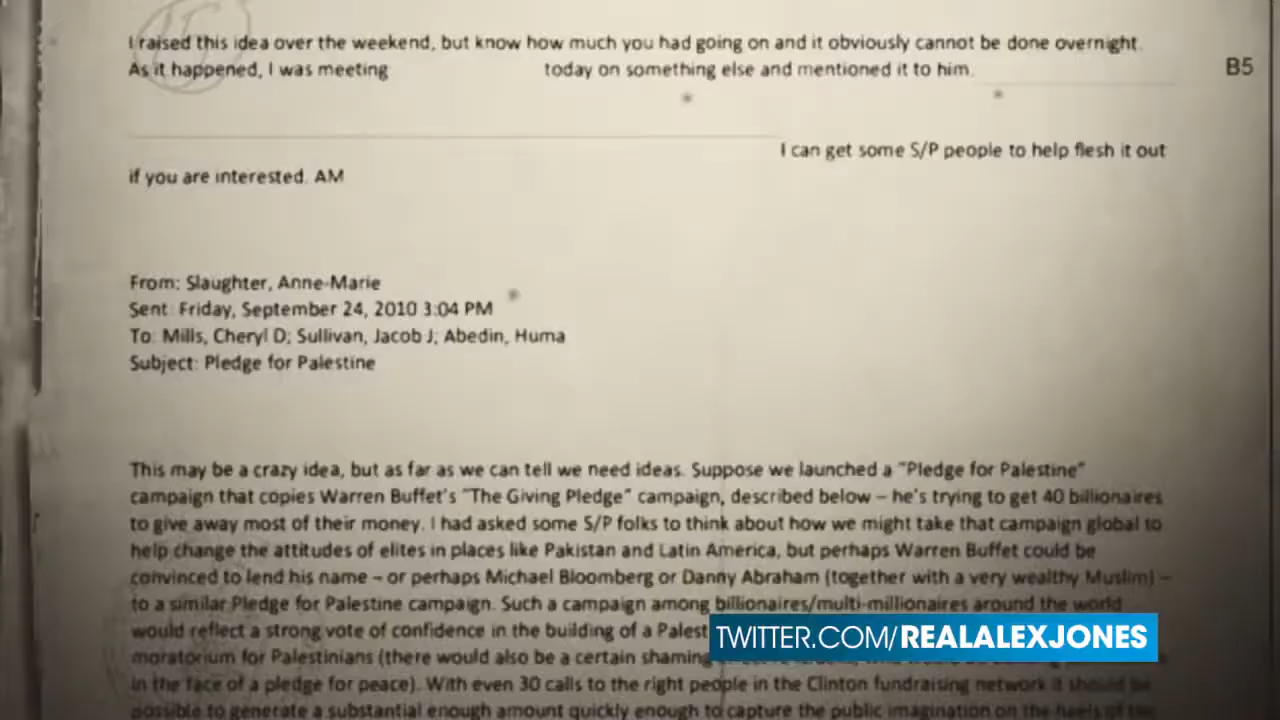 I raised this idea over the weekend, but know how much you had going on and it obviously cannot be done overnight.
As it happened, I was meeting today on something else and mentioned it to him.
B5
I can get some S/P people to help flesh it out
if you are interested. AM
From: Slaughter, Anne-Marie
Sent: Friday, September 24, 2010 3:04 PM
To: Mills, Cheryl D; Sullivan, Jacob J; Abedin, Huma
Subject: Pledge for Palestine
This may be a crazy idea, but as far as we can tell we need ideas. Suppose we launched a "Pledge for Palestine"
campaign that copies Warren Buffet's "The Giving Pledge" campaign, described below – he's trying to get 40 billionaires
to give away most of their money. I had asked some S/P folks to think about how we might take that campaign global to
help change the attitudes of elites in places like Pakistan and Latin America, but perhaps Warren Buffet could be
convinced to lend his name – or perhaps Michael Bloomberg or Danny Abraham (together with a very wealthy Muslim) –
to a similar Pledge for Palestine campaign. Such a campaign among billionaires/multi-millionaires around the world
would reflect a strong vote of confidence in the building of a Palest
moratorium for Palestinians (there would also be a certain shaming
in the face of a pledge for peace). With even 30 calls to the right people in the Clinton fundraising network it should be
possible to generate a substantial enough amount quickly enough to capture the public imagination on the heels of the
TWITTER.COM/REALALEXJONES